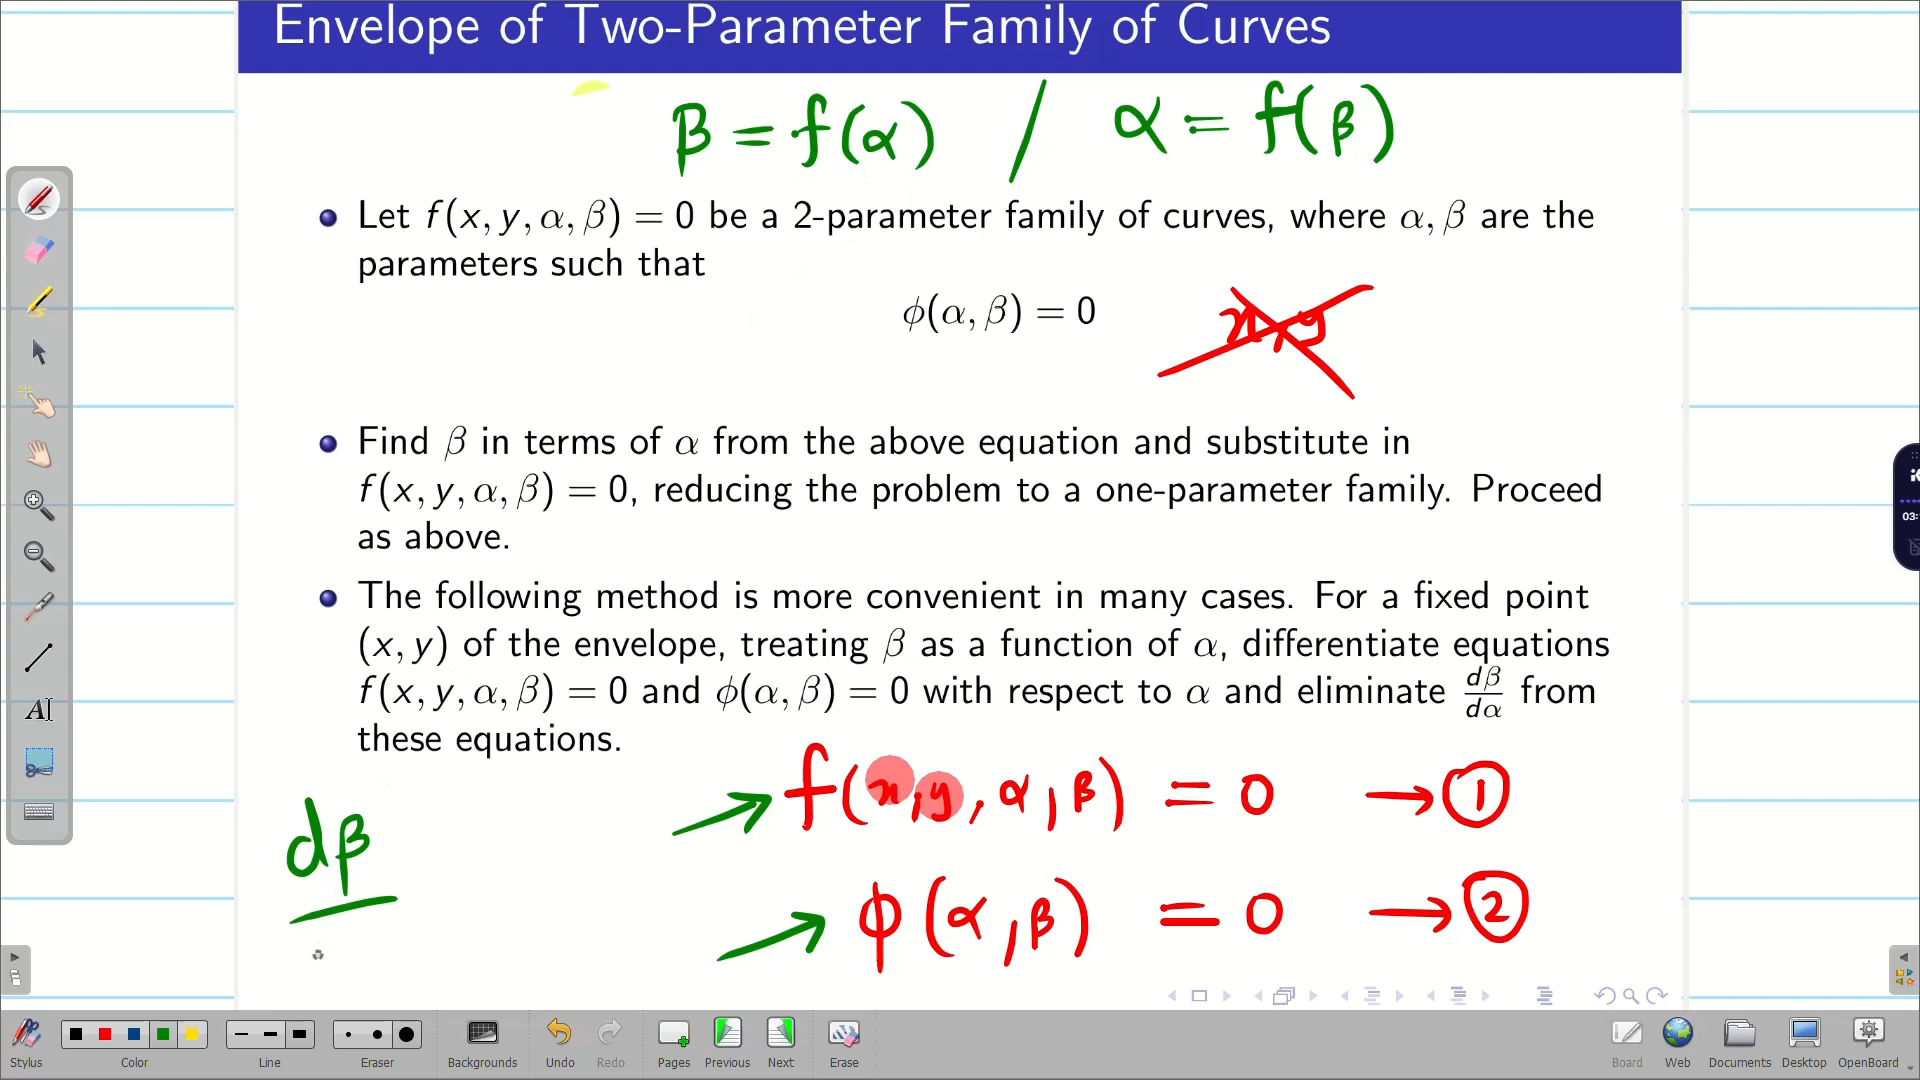 Envelope of Two-Parameter Family of Curves
β = f(α) / α = f(β)
Let f(x, y, α, β) = 0 be a 2-parameter family of curves, where α, β are the
parameters such that
ϕ(α, β) = 0
x, y
Find β in terms of α from the above equation and substitute in
f(x, y, α, β) = 0, reducing the problem to a one-parameter family. Proceed
as above.
The following method is more convenient in many cases. For a fixed point
(x, y) of the envelope, treating β as a function of α, differentiate equations
f(x, y, α, β) = 0 and ϕ(α, β) = 0 with respect to α and eliminate dβ/dα from
these equations.
f(x, y, α, β) = 0 → ①
dβ
ϕ(α, β) = 0 → ②
03:
Stylus Color Line Eraser Backgrounds Undo Redo Pages Previous Next Erase Board Web Documents Desktop OpenBoard